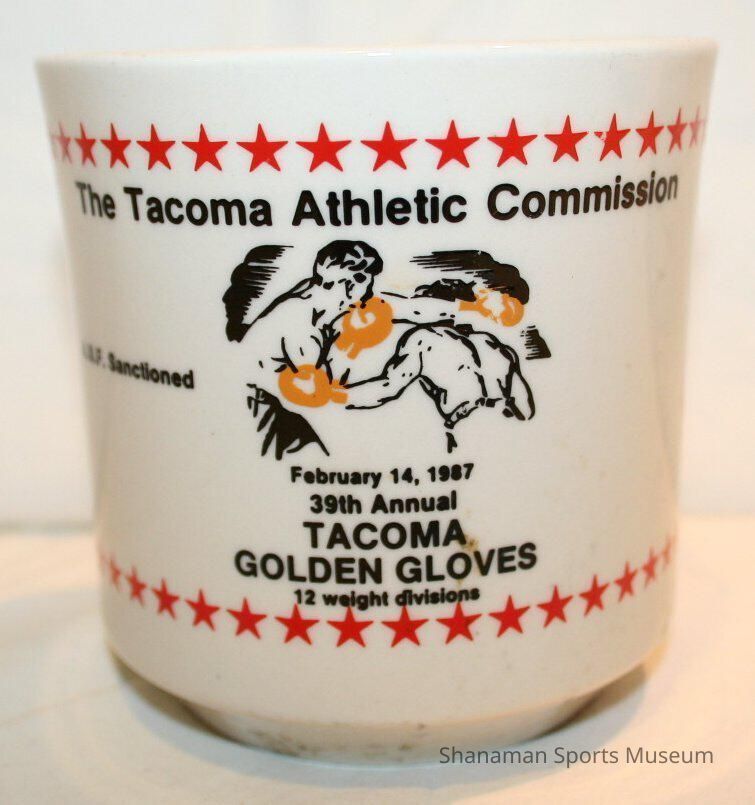 The Tacoma Athletic Commission
Sanctioned
February 14, 1987
39th Annual
TACOMA
GOLDEN GLOVES
12 weight divisions
Shanaman Sports Museum